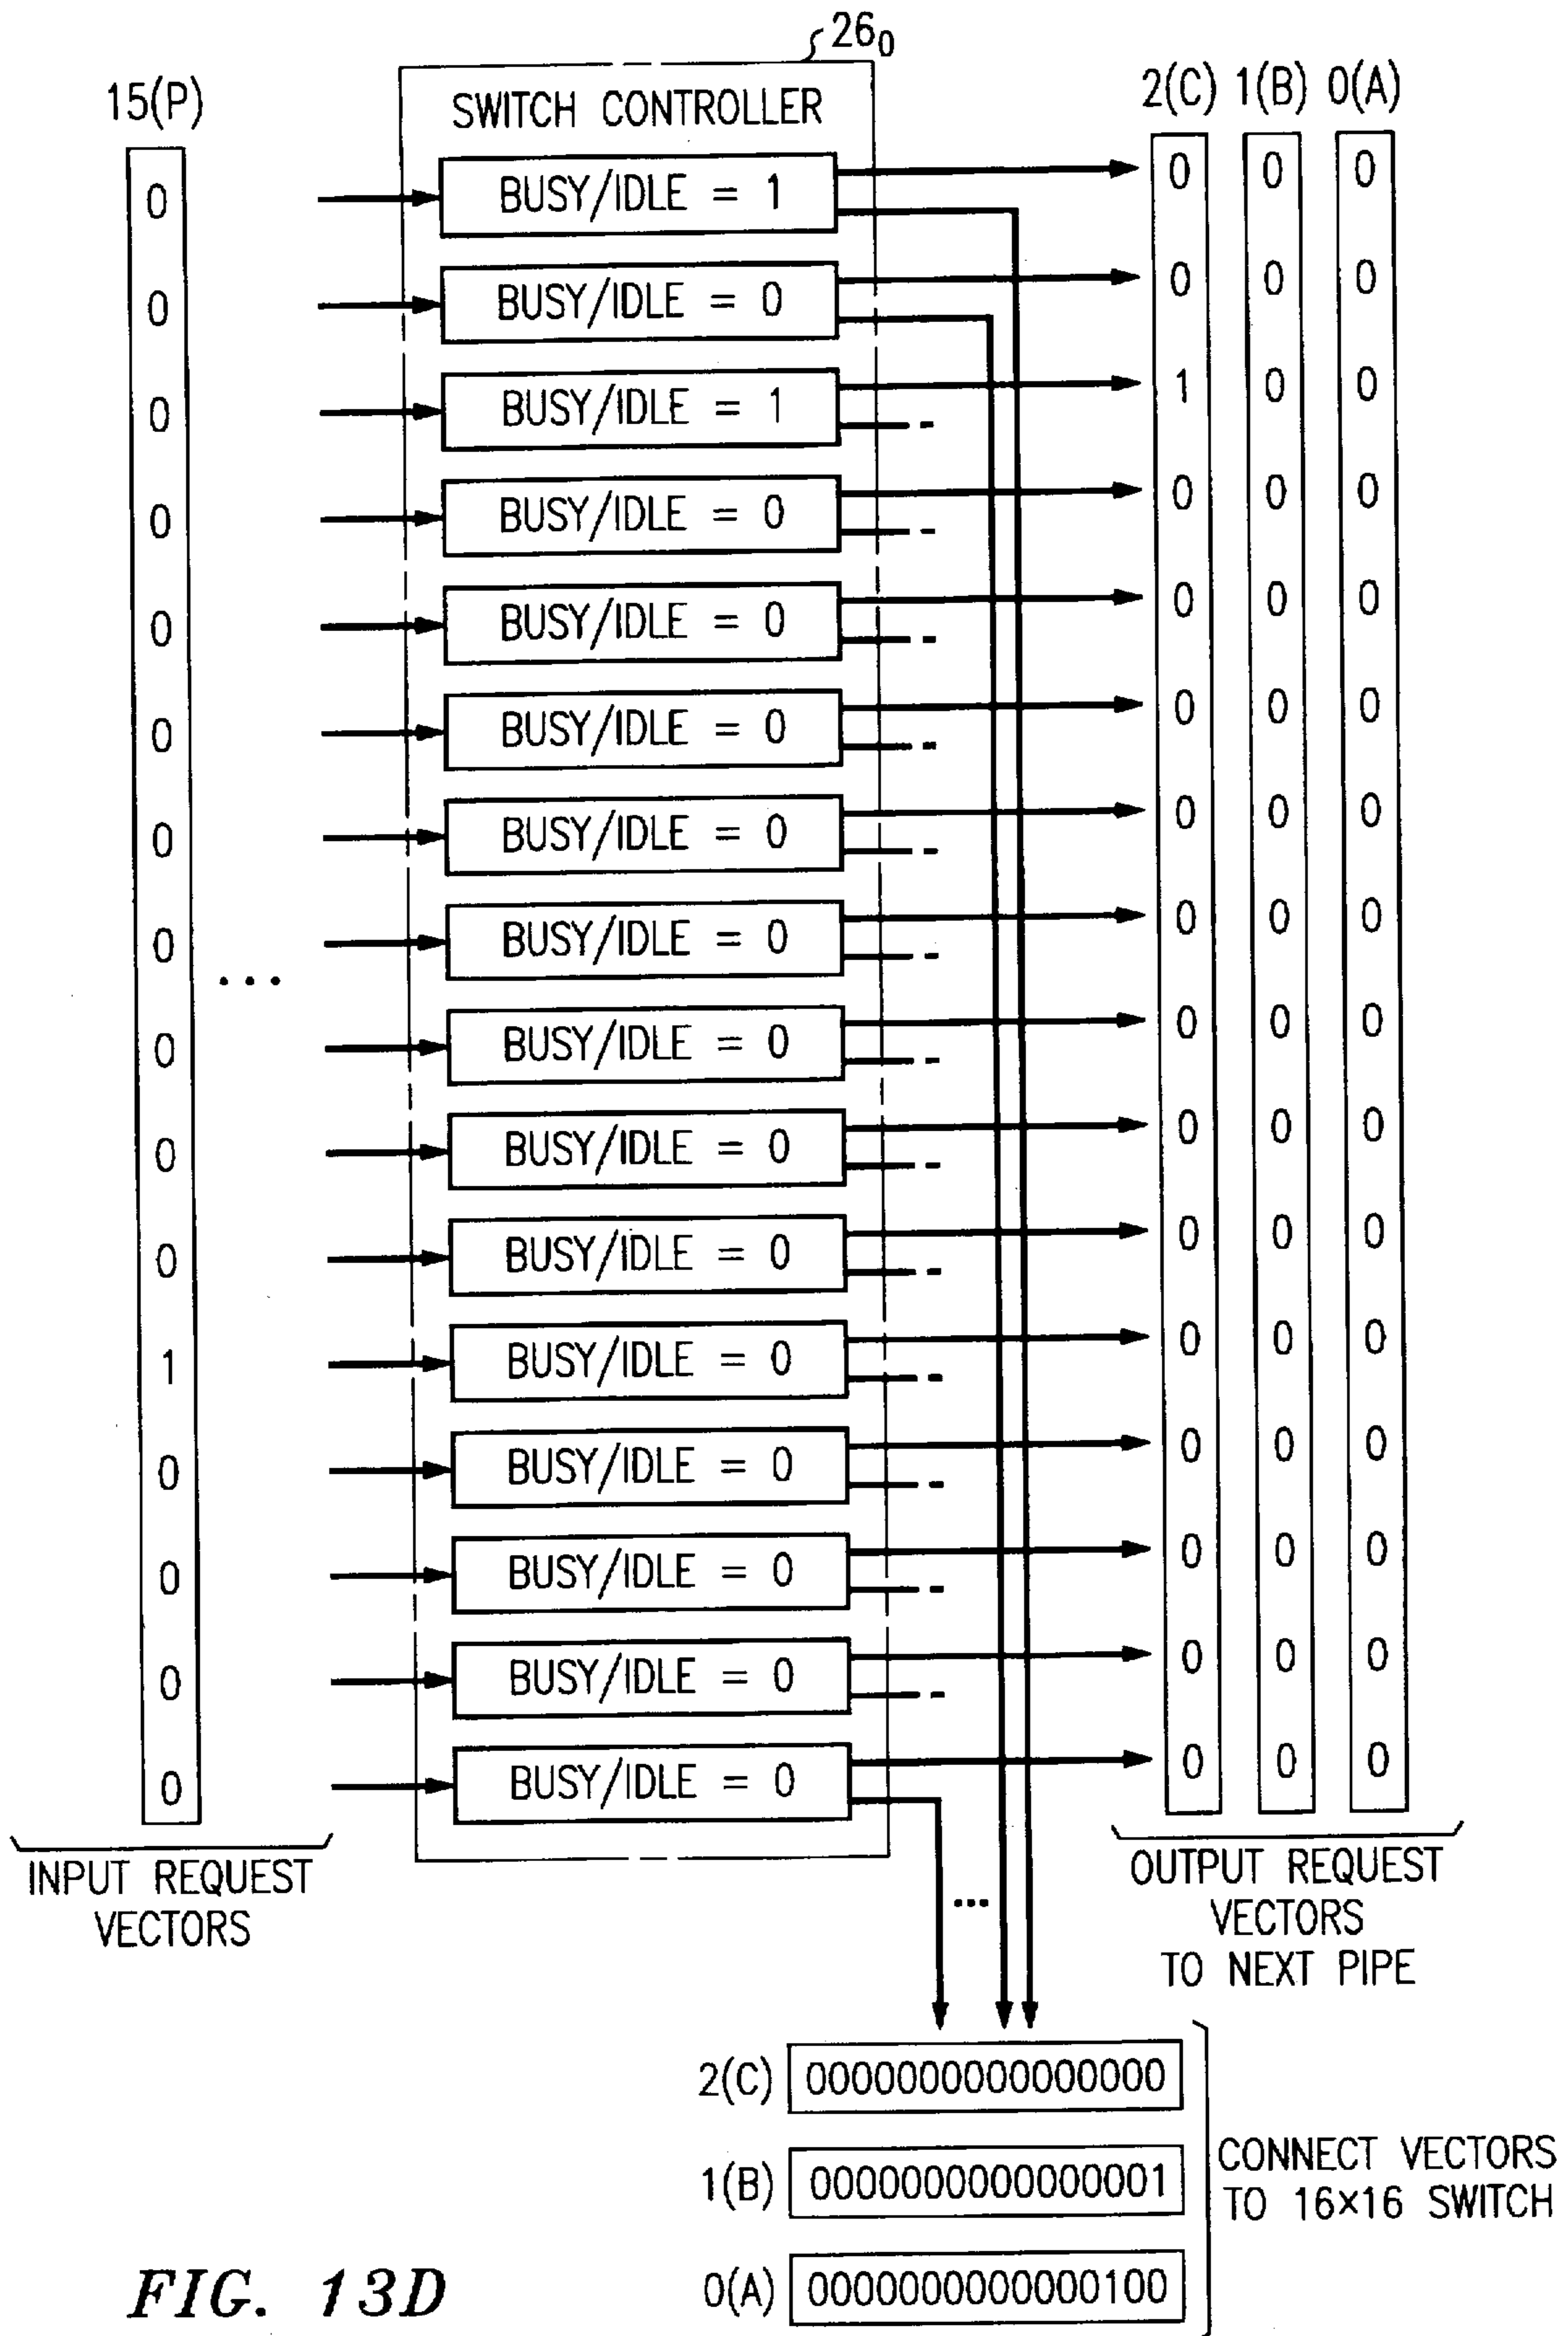 26₀
15(P)
SWITCH CONTROLLER
2(C) 1(B) 0(A)
0 BUSY/IDLE = 1 0 0 0
0 BUSY/IDLE = 0 0 0 0
0 BUSY/IDLE = 1 1 0 0
0 BUSY/IDLE = 0 0 0 0
0 BUSY/IDLE = 0 0 0 0
0 BUSY/IDLE = 0 0 0 0
0 BUSY/IDLE = 0 0 0 0
0 BUSY/IDLE = 0 0 0 0
...
0 BUSY/IDLE = 0 0 0 0
0 BUSY/IDLE = 0 0 0 0
0 BUSY/IDLE = 0 0 0 0
1 BUSY/IDLE = 0 0 0 0
0 BUSY/IDLE = 0 0 0 0
0 BUSY/IDLE = 0 0 0 0
0 BUSY/IDLE = 0 0 0 0
0 BUSY/IDLE = 0 0 0 0
INPUT REQUEST
VECTORS
OUTPUT REQUEST
VECTORS
TO NEXT PIPE
...
2(C) 0000000000000000
1(B) 0000000000000001
0(A) 0000000000000100
CONNECT VECTORS
TO 16×16 SWITCH
FIG. 13D